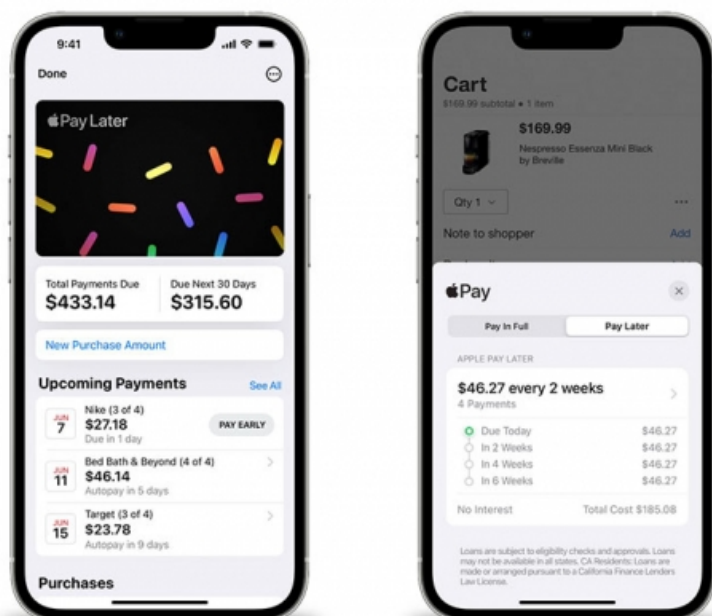 9:41
Done
Pay Later
Total Payments Due
$433.14
Due Next 30 Days
$315.60
New Purchase Amount
Upcoming Payments
See All
JUN
7
Nike (3 of 4)
$27.18
Due in 1 day
PAY EARLY
JUN
11
Bed Bath & Beyond (4 of 4)
$46.14
Autopay in 5 days
JUN
15
Target (3 of 4)
$23.78
Autopay in 9 days
Purchases
Cart
$169.99 subtotal • 1 item
$169.99
Nespresso Essenza Mini Black
by Breville
Qty 1
Note to shopper
Add
Pay
Pay In Full
Pay Later
APPLE PAY LATER
$46.27 every 2 weeks
4 Payments
Due Today $46.27
In 2 Weeks $46.27
In 4 Weeks $46.27
In 6 Weeks $46.27
No Interest
Total Cost $185.08
Loans are subject to eligibility checks and approvals. Loans
may not be available in all states. CA Residents: Loans are
made or arranged pursuant to a California Finance Lenders
Law License.